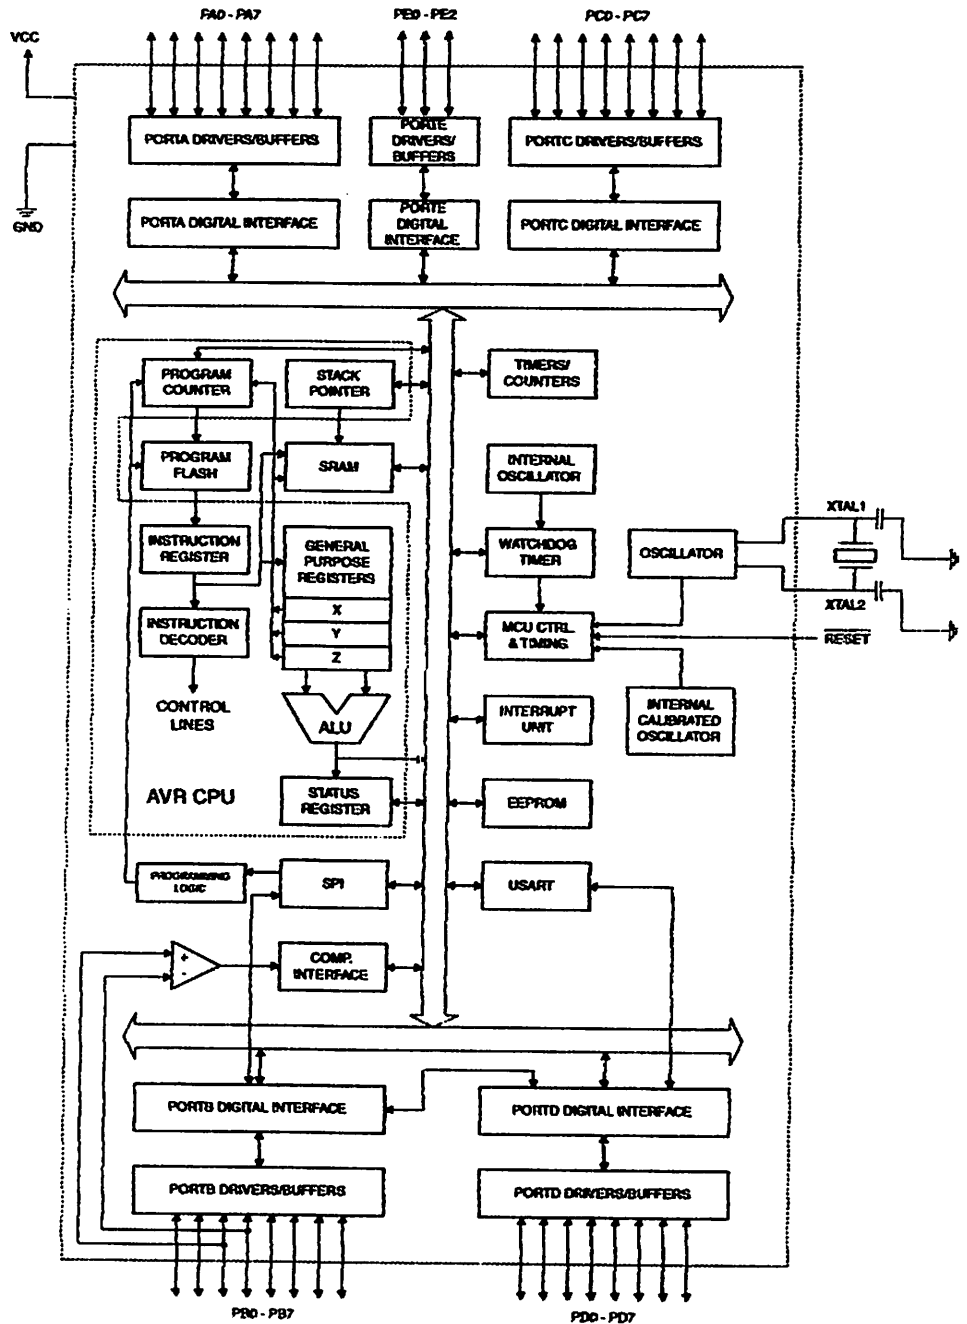 PA0 - PA7
PE0 - PE2
PC0 - PC7
VCC
PORTA DRIVERS/BUFFERS
PORTE
DRIVERS/
BUFFERS
PORTC DRIVERS/BUFFERS
GND
PORTA DIGITAL INTERFACE
PORTE
DIGITAL
INTERFACE
PORTC DIGITAL INTERFACE
PROGRAM
COUNTER
STACK
POINTER
TIMERS/
COUNTERS
PROGRAM
FLASH
SRAM
INTERNAL
OSCILLATOR
XTAL1
INSTRUCTION
REGISTER
GENERAL
PURPOSE
REGISTERS
WATCHDOG
TIMER
OSCILLATOR
X
XTAL2
INSTRUCTION
DECODER
Y
MCU CTRL
& TIMING
RESET
Z
CONTROL
LINES
ALU
INTERRUPT
UNIT
INTERNAL
CALIBRATED
OSCILLATOR
AVR CPU
STATUS
REGISTER
EEPROM
PROGRAMMING
LOGIC
SPI
USART
+
-
COMP.
INTERFACE
PORTB DIGITAL INTERFACE
PORTD DIGITAL INTERFACE
PORTB DRIVERS/BUFFERS
PORTD DRIVERS/BUFFERS
PB0 - PB7
PD0 - PD7